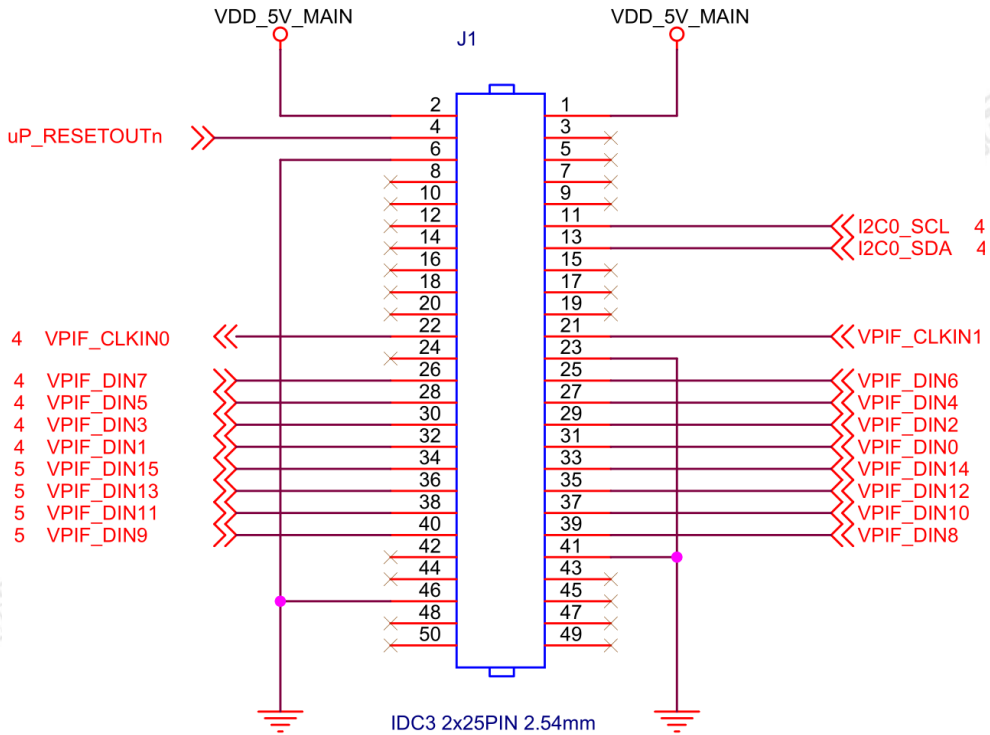 VDD_5V_MAIN VDD_5V_MAIN
J1
2 1
uP_RESETOUTn 4 3
6 5
8 7
10 9
12 11 I2C0_SCL 4
14 13 I2C0_SDA 4
16 15
18 17
20 19
4 VPIF_CLKIN0 22 21 VPIF_CLKIN1
24 23
4 VPIF_DIN7 26 25 VPIF_DIN6
4 VPIF_DIN5 28 27 VPIF_DIN4
4 VPIF_DIN3 30 29 VPIF_DIN2
4 VPIF_DIN1 32 31 VPIF_DIN0
5 VPIF_DIN15 34 33 VPIF_DIN14
5 VPIF_DIN13 36 35 VPIF_DIN12
5 VPIF_DIN11 38 37 VPIF_DIN10
5 VPIF_DIN9 40 39 VPIF_DIN8
42 41
44 43
46 45
48 47
50 49
IDC3 2x25PIN 2.54mm